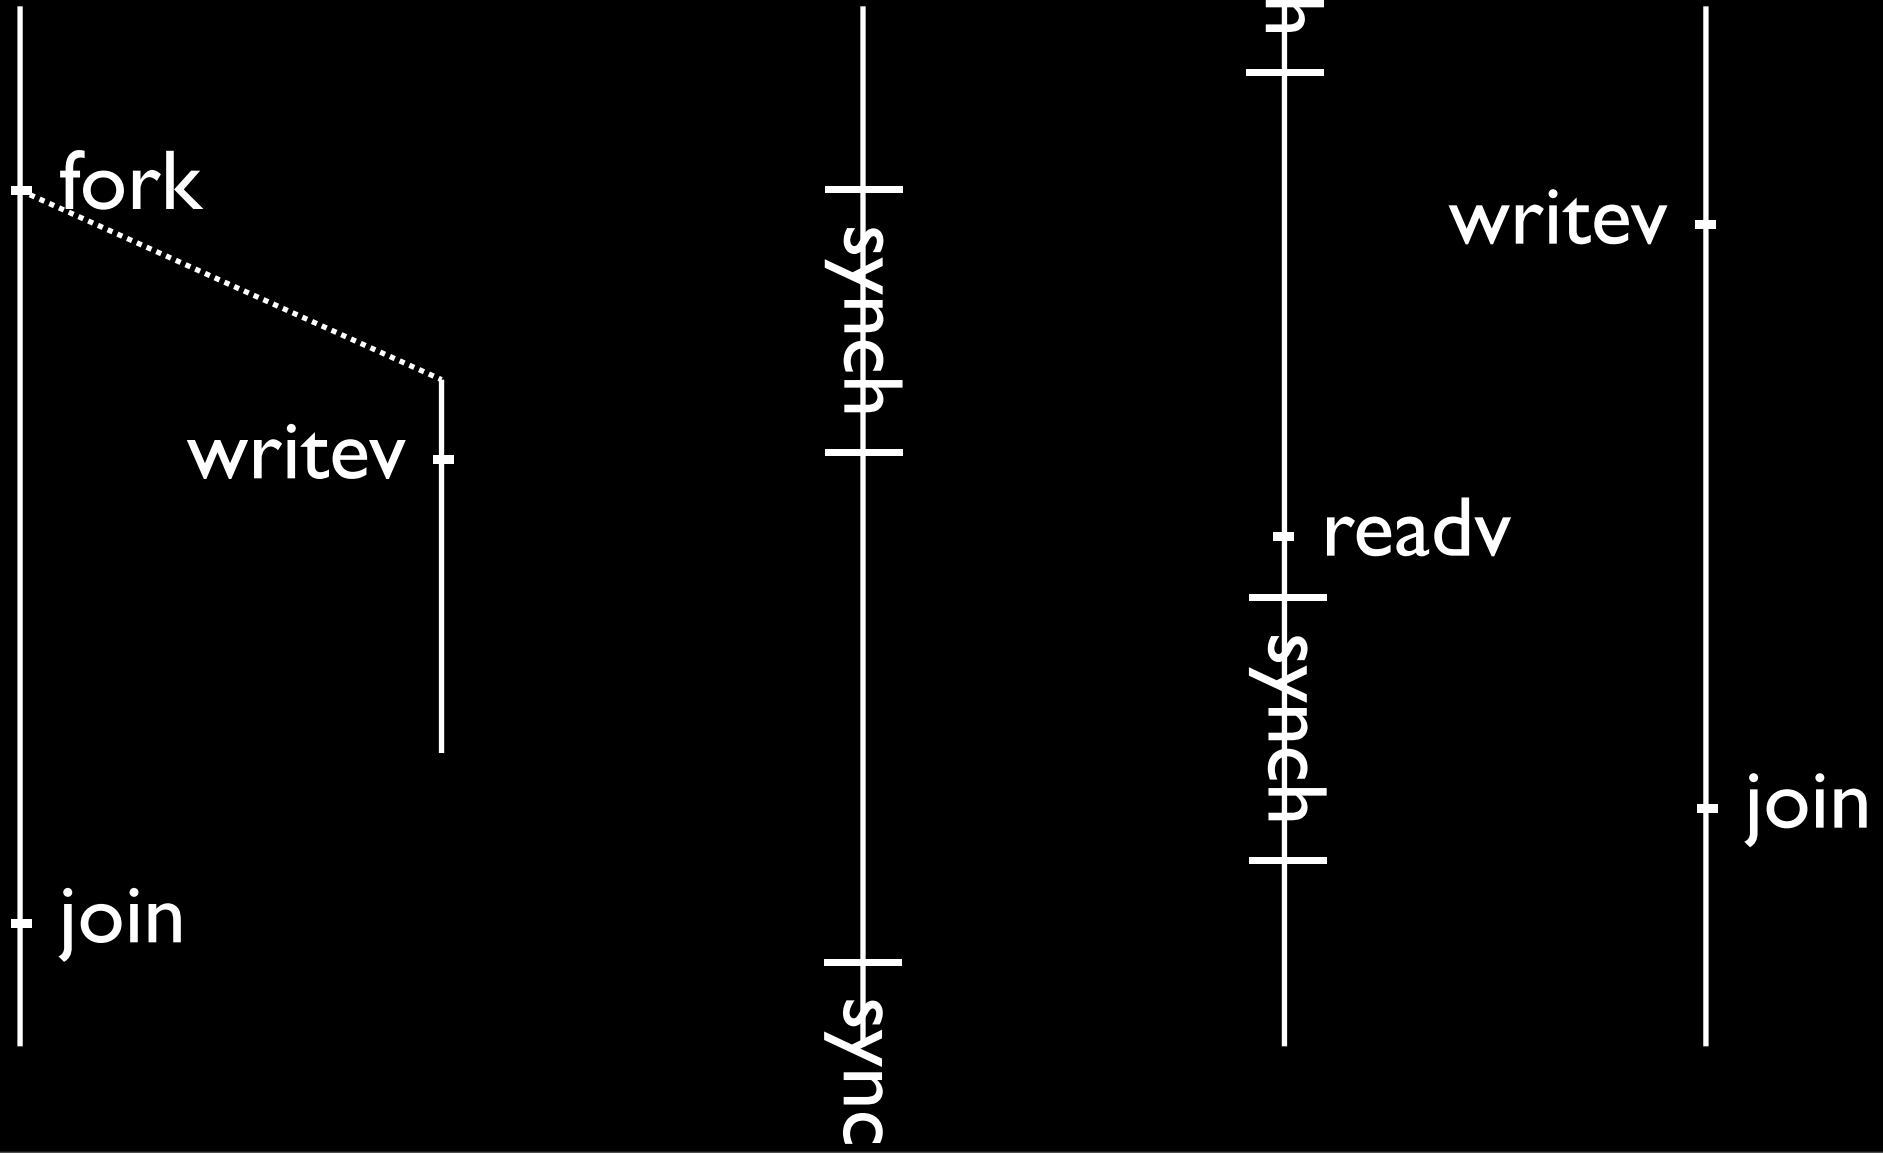 h
fork
writev
synch
writev
readv
synch
join
join
sync